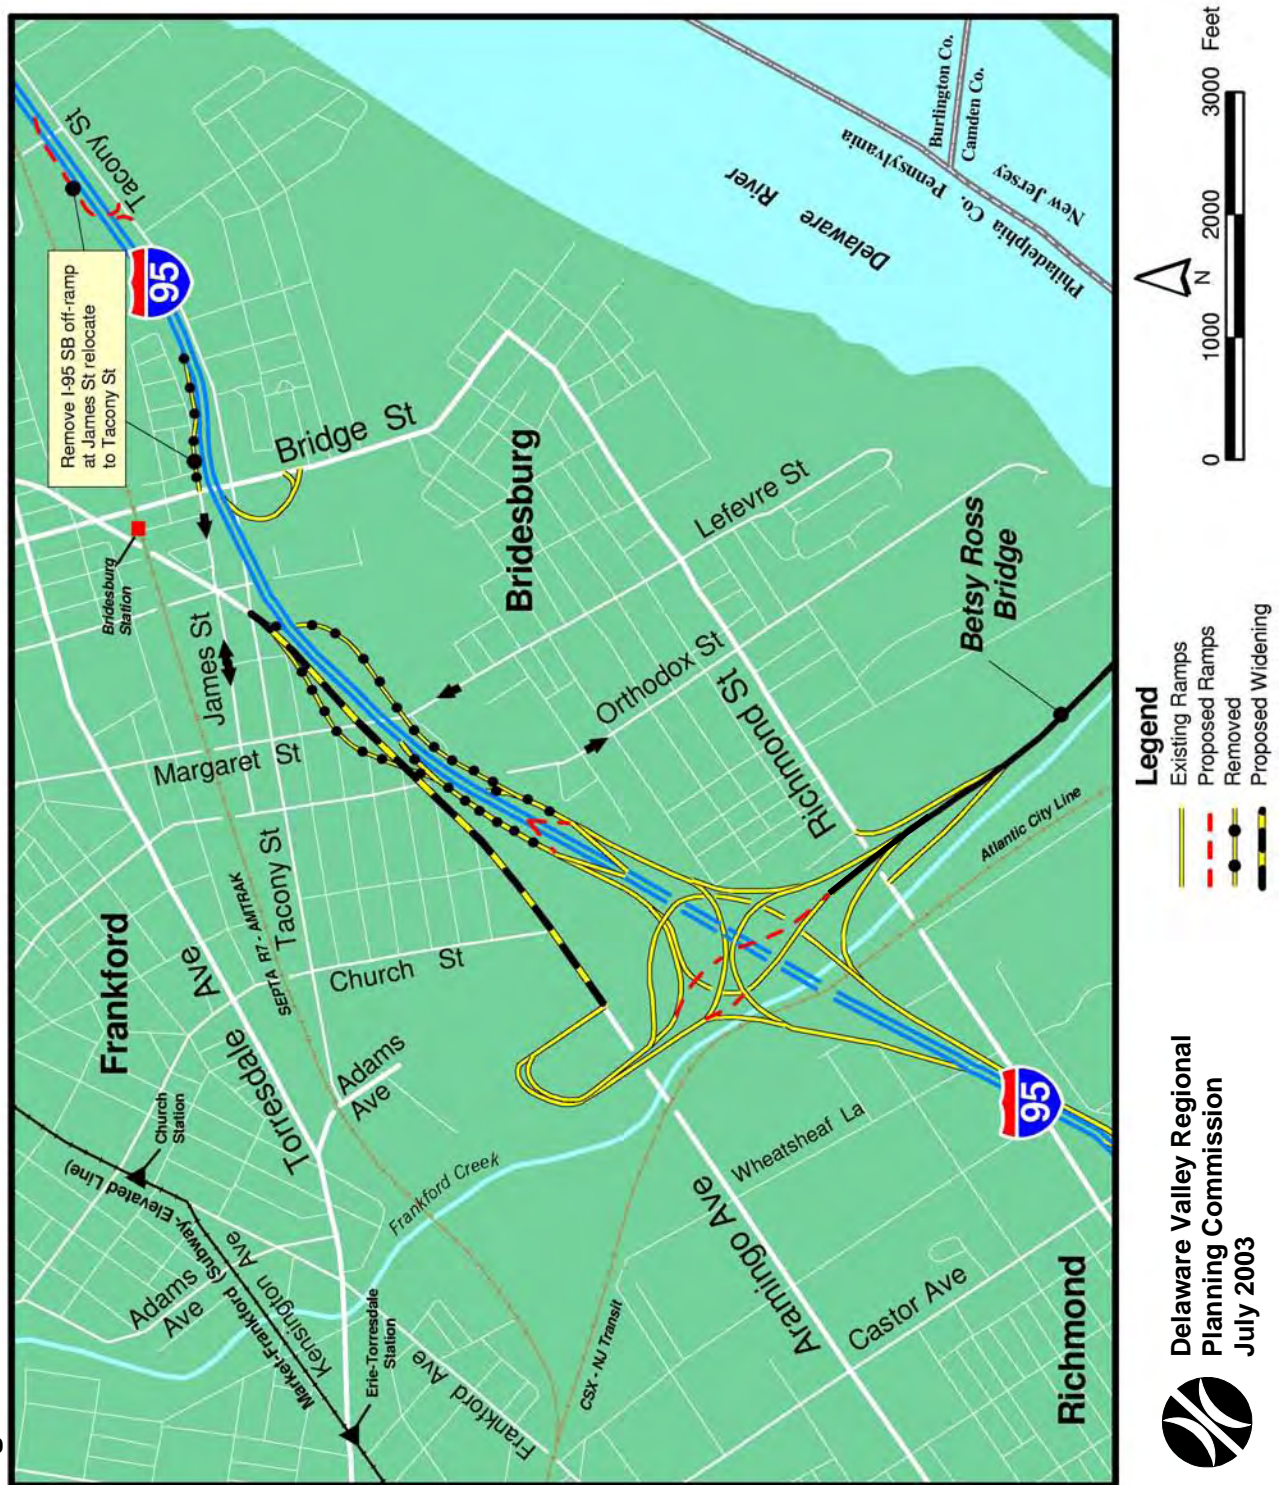 Tacony St
Remove I-95 SB off-ramp
at James St relocate
to Tacony St
95
Bridge St
Bridesburg
Station
James St
Margaret St
Bridesburg
Lefevre St
Orthodox St
Richmond St
Betsy Ross
Bridge
Delaware River
Burlington Co.
Camden Co.
Pennsylvania
New Jersey
Philadelphia Co.
Frankford
Torresdale Ave
SEPTA R7 - AMTRAK
Tacony St
Church St
Adams
Ave
Church
Station
Market-Frankford (Subway- Elevated Line)
Kensington Ave
Adams
Ave
Erie-Torresdale
Station
Frankford Ave
Frankford Creek
CSX - NJ Transit
Aramingo Ave
Wheatsheaf La
Castor Ave
Richmond
95
Atlantic City Line
N
0 1000 2000 3000 Feet
Legend
Existing Ramps
Proposed Ramps
Removed
Proposed Widening
Delaware Valley Regional
Planning Commission
July 2003